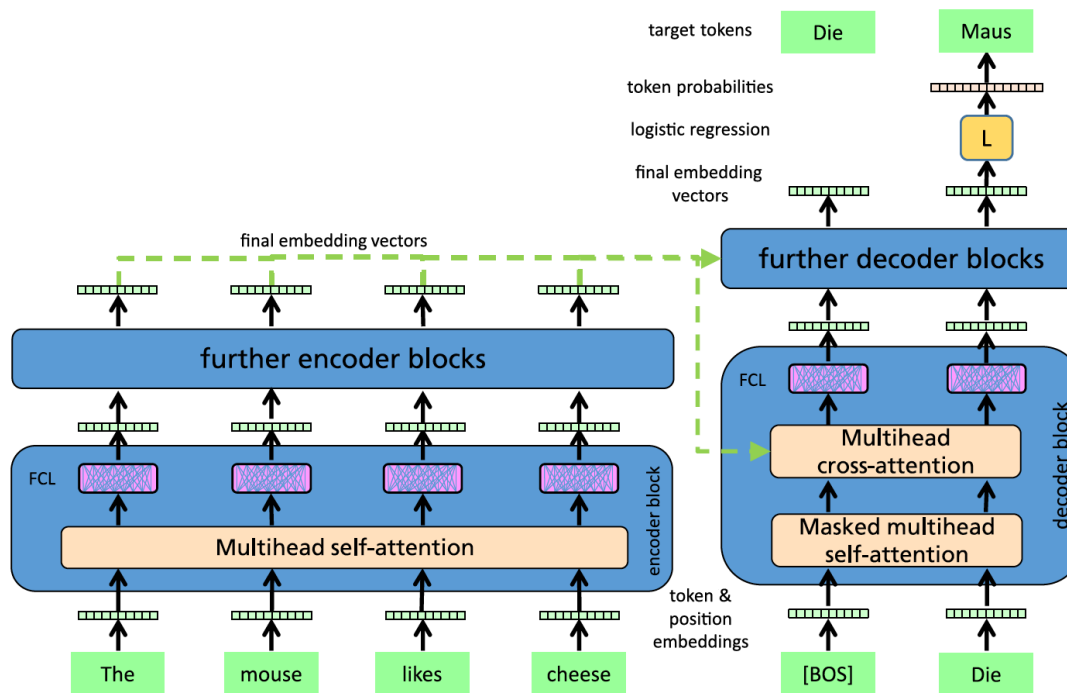 target tokens
Die
Maus
token probabilities
logistic regression
L
final embedding
vectors
final embedding vectors
further decoder blocks
further encoder blocks
FCL
Multihead
cross-attention
Masked multihead
self-attention
decoder block
FCL
Multihead self-attention
encoder block
token &
position
embeddings
The
mouse
likes
cheese
[BOS]
Die